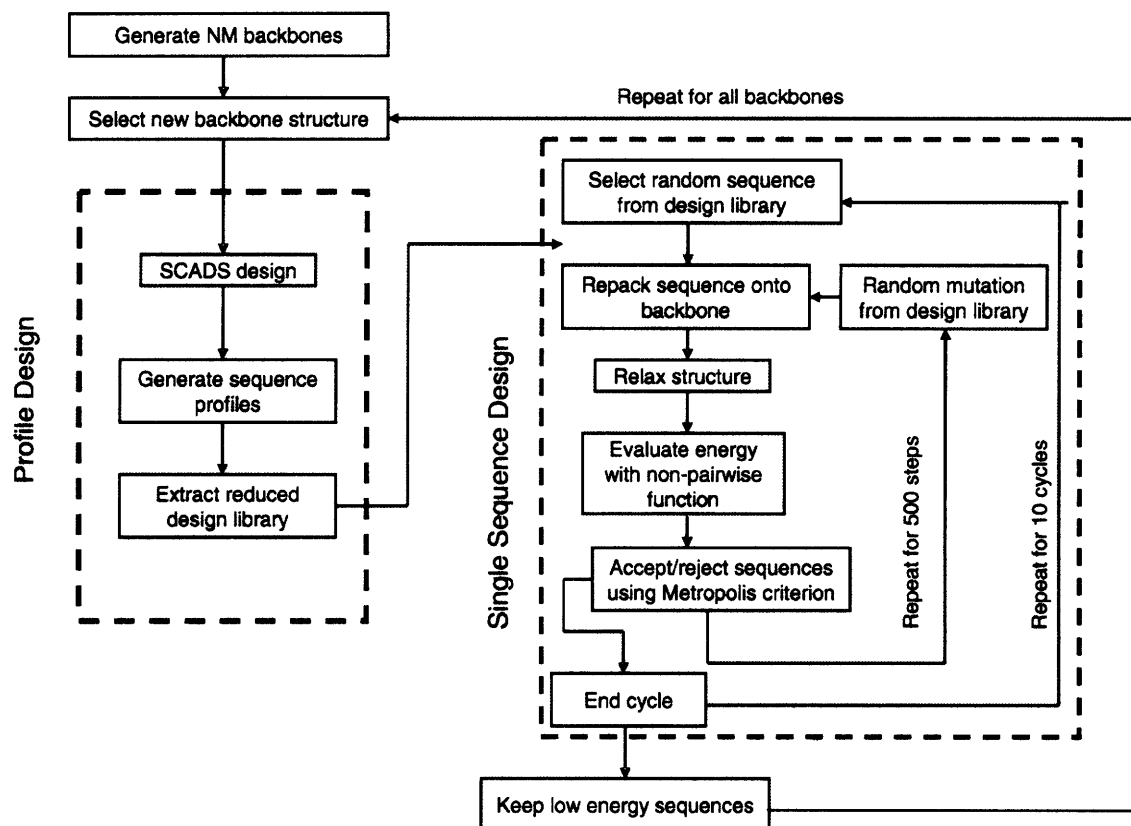 Generate NM backbones
Select new backbone structure
Repeat for all backbones
Profile Design
SCADS design
Generate sequence
profiles
Extract reduced
design library
Single Sequence Design
Select random sequence
from design library
Repack sequence onto
backbone
Random mutation
from design library
Relax structure
Evaluate energy
with non-pairwise
function
Accept/reject sequences
using Metropolis criterion
Repeat for 500 steps
Repeat for 10 cycles
End cycle
Keep low energy sequences